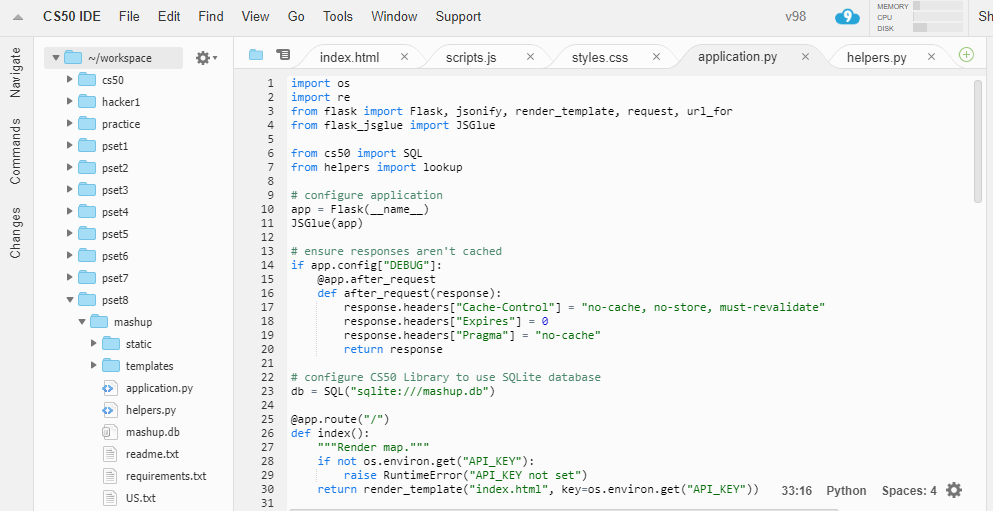 CS50 IDE File Edit Find View Go Tools Window Support v98 9 MEMORY CPU DISK Sh
Navigate
Commands
Changes
~/workspace
cs50
hacker1
practice
pset1
pset2
pset3
pset4
pset5
pset6
pset7
pset8
mashup
static
templates
application.py
helpers.py
mashup.db
readme.txt
requirements.txt
US.txt
index.html scripts.js styles.css application.py helpers.py
1 import os
2 import re
3 from flask import Flask, jsonify, render_template, request, url_for
4 from flask_jsglue import JSGlue
5
6 from cs50 import SQL
7 from helpers import lookup
8
9 # configure application
10 app = Flask(__name__)
11 JSGlue(app)
12
13 # ensure responses aren't cached
14 if app.config["DEBUG"]:
15     @app.after_request
16     def after_request(response):
17         response.headers["Cache-Control"] = "no-cache, no-store, must-revalidate"
18         response.headers["Expires"] = 0
19         response.headers["Pragma"] = "no-cache"
20         return response
21
22 # configure CS50 Library to use SQLite database
23 db = SQL("sqlite:///mashup.db")
24
25 @app.route("/")
26 def index():
27     """Render map."""
28     if not os.environ.get("API_KEY"):
29         raise RuntimeError("API_KEY not set")
30     return render_template("index.html", key=os.environ.get("API_KEY"))
31
33:16 Python Spaces: 4